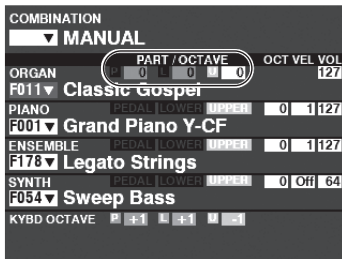 COMBINATION
▼ MANUAL
PART / OCTAVE OCT VEL VOL
ORGAN P 0 L 0 U 0 127
F011▼ Classic Gospel
PIANO PEDAL LOWER UPPER 0 1 127
F001▼ Grand Piano Y-CF
ENSEMBLE PEDAL LOWER UPPER 0 1 127
F178▼ Legato Strings
SYNTH PEDAL LOWER UPPER 0 Off 64
F054▼ Sweep Bass
KYBD OCTAVE P +1 L +1 U -1